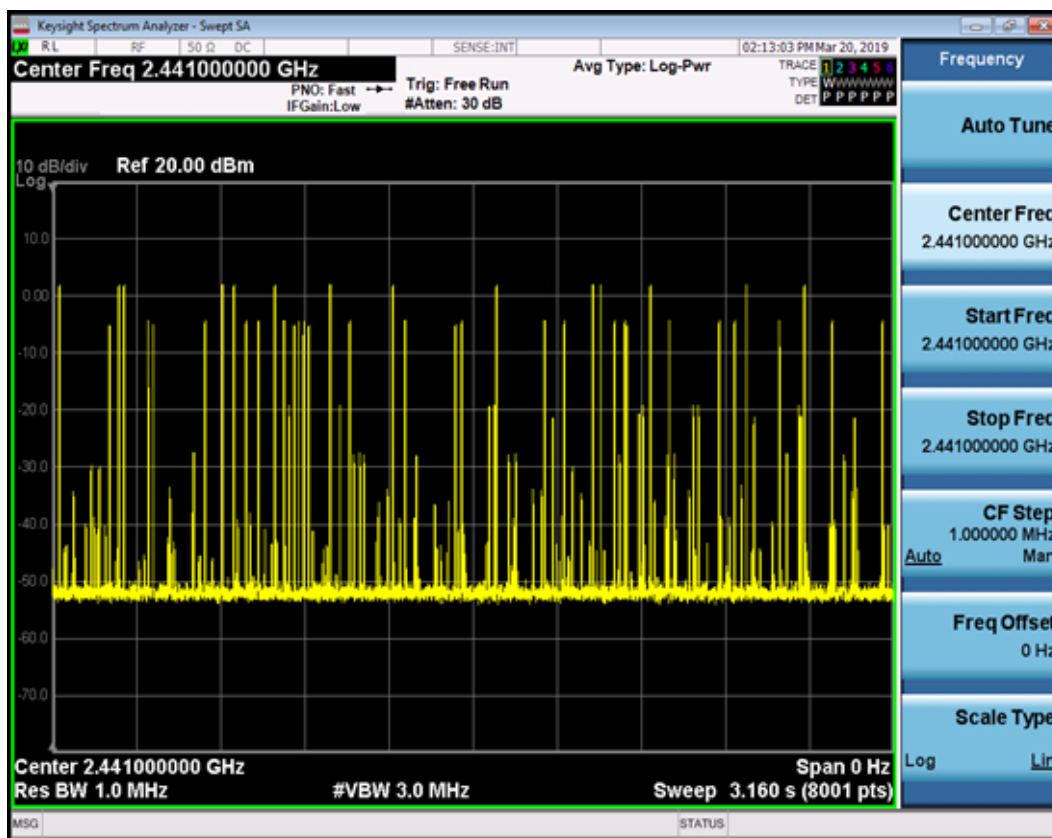 Keysight Spectrum Analyzer - Swept SA
LXI RL RF 50 Ω DC SENSE:INT 02:13:03 PM Mar 20, 2019
Center Freq 2.441000000 GHz
PNO: Fast
IFGain:Low
Trig: Free Run
#Atten: 30 dB
Avg Type: Log-Pwr
TRACE 1 2 3 4 5 6
TYPE WWWWWW
DET P P P P P P
10 dB/div Ref 20.00 dBm
Log
10.0
0.00
-10.0
-20.0
-30.0
-40.0
-50.0
-60.0
-70.0
Center 2.441000000 GHz Span 0 Hz
Res BW 1.0 MHz #VBW 3.0 MHz Sweep 3.160 s (8001 pts)
MSG STATUS
Frequency
Auto Tune
Center Freq
2.441000000 GHz
Start Freq
2.441000000 GHz
Stop Freq
2.441000000 GHz
CF Step
1.000000 MHz
Auto Man
Freq Offset
0 Hz
Scale Type
Log Lin